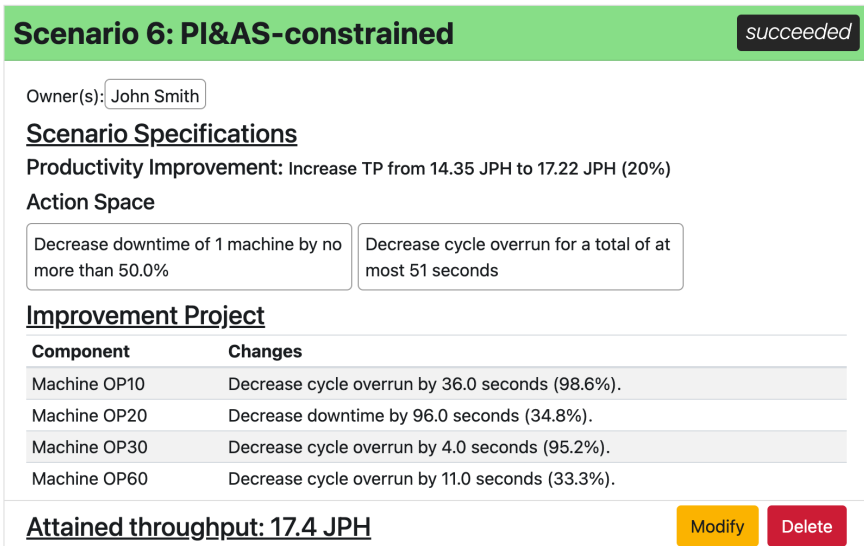 Scenario 6: PI&AS-constrained
succeeded
Owner(s): John Smith
Scenario Specifications
Productivity Improvement: Increase TP from 14.35 JPH to 17.22 JPH (20%)
Action Space
Decrease downtime of 1 machine by no
more than 50.0%
Decrease cycle overrun for a total of at
most 51 seconds
Improvement Project
Component Changes
Machine OP10 Decrease cycle overrun by 36.0 seconds (98.6%).
Machine OP20 Decrease downtime by 96.0 seconds (34.8%).
Machine OP30 Decrease cycle overrun by 4.0 seconds (95.2%).
Machine OP60 Decrease cycle overrun by 11.0 seconds (33.3%).
Attained throughput: 17.4 JPH
Modify
Delete